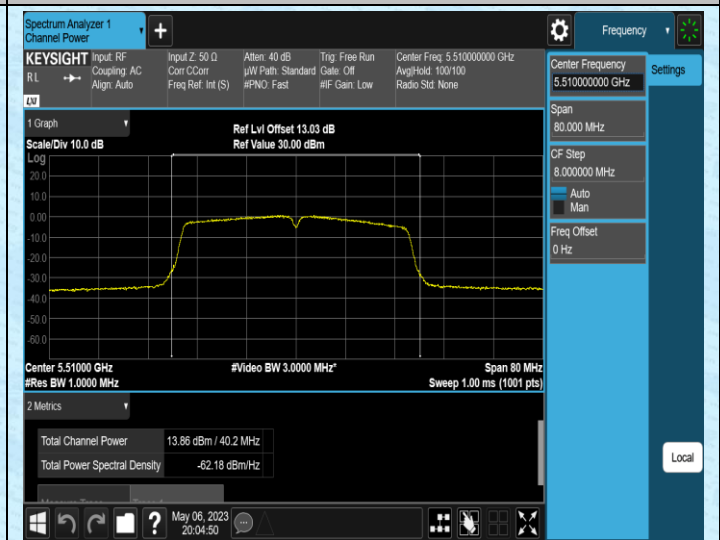 Spectrum Analyzer 1
Channel Power
+
Frequency
KEYSIGHT
R L
LXI
Input: RF
Coupling: AC
Align: Auto
Input Z: 50 Ω
Corr CCorr
Freq Ref: Int (S)
Atten: 40 dB
µW Path: Standard
#PNO: Fast
Trig: Free Run
Gate: Off
#IF Gain: Low
Center Freq: 5.510000000 GHz
Avg|Hold: 100/100
Radio Std: None
Center Frequency
5.510000000 GHz
Settings
Span
80.000 MHz
CF Step
8.000000 MHz
Auto
Man
Freq Offset
0 Hz
1 Graph
Scale/Div 10.0 dB
Ref Lvl Offset 13.03 dB
Ref Value 30.00 dBm
Log
20.0
10.0
0.00
-10.0
-20.0
-30.0
-40.0
-50.0
-60.0
Center 5.51000 GHz
#Video BW 3.0000 MHz*
Span 80 MHz
#Res BW 1.0000 MHz
Sweep 1.00 ms (1001 pts)
2 Metrics
Total Channel Power 13.86 dBm / 40.2 MHz
Total Power Spectral Density -62.18 dBm/Hz
Local
?
May 06, 2023
20:04:50